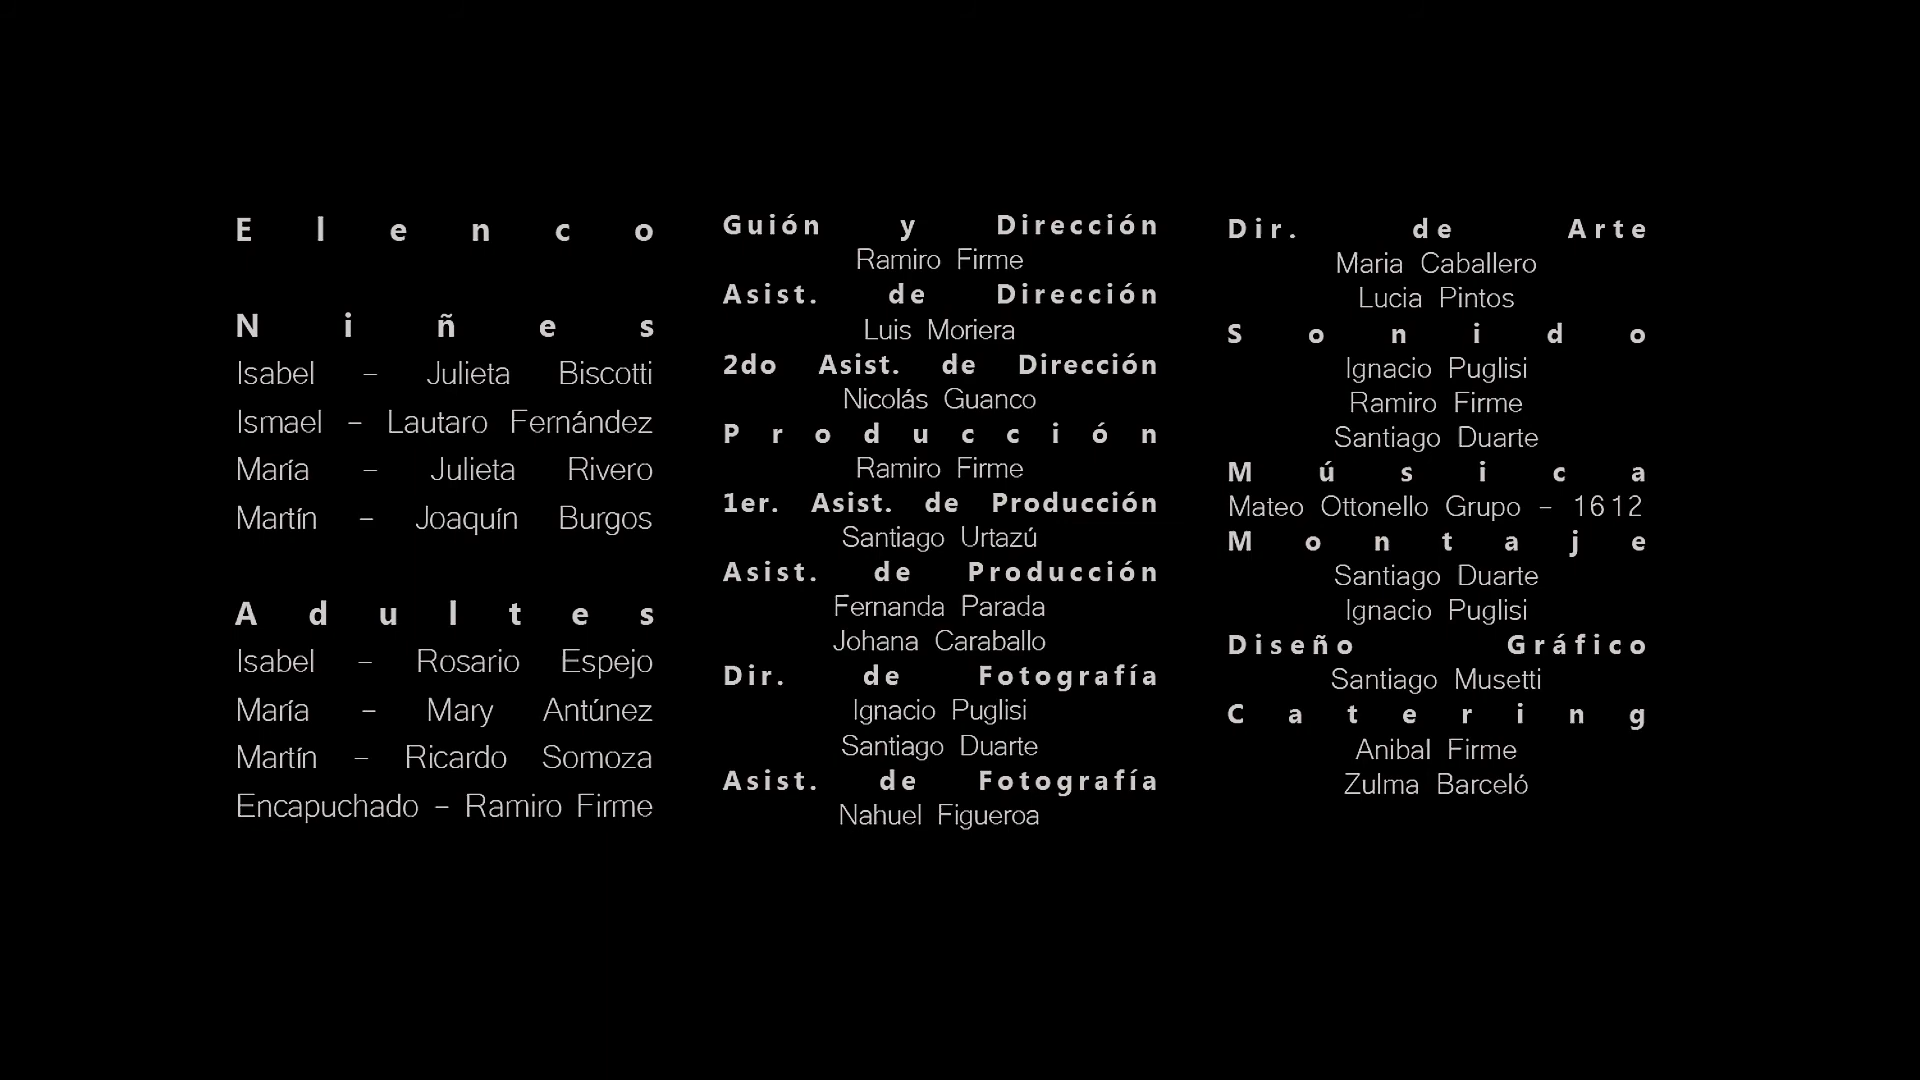 Elenco
Niñes
Isabel – Julieta Biscotti
Ismael – Lautaro Fernández
María – Julieta Rivero
Martín – Joaquín Burgos
Adultes
Isabel – Rosario Espejo
María – Mary Antúnez
Martín – Ricardo Somoza
Encapuchado – Ramiro Firme
Guión y Dirección
Ramiro Firme
Asist. de Dirección
Luis Moriera
2do Asist. de Dirección
Nicolás Guanco
Producción
Ramiro Firme
1er. Asist. de Producción
Santiago Urtazú
Asist. de Producción
Fernanda Parada
Johana Caraballo
Dir. de Fotografía
Ignacio Puglisi
Santiago Duarte
Asist. de Fotografía
Nahuel Figueroa
Dir. de Arte
Maria Caballero
Lucia Pintos
Sonido
Ignacio Puglisi
Ramiro Firme
Santiago Duarte
Música
Mateo Ottonello Grupo – 1612
Montaje
Santiago Duarte
Ignacio Puglisi
Diseño Gráfico
Santiago Musetti
Catering
Anibal Firme
Zulma Barceló